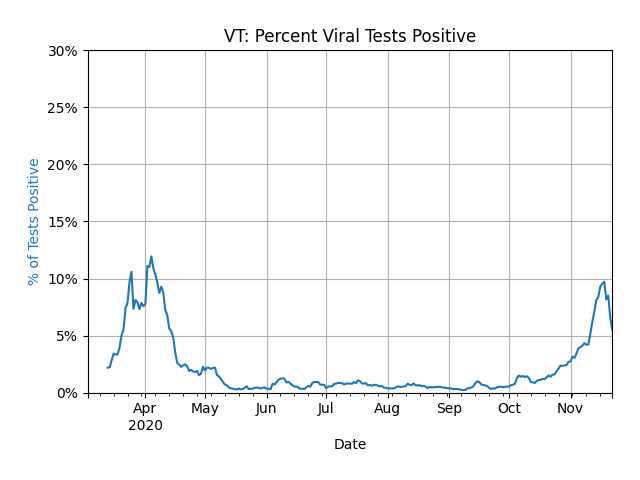 VT: Percent Viral Tests Positive
30%
25%
20%
15%
10%
5%
0%
% of Tests Positive
Apr May Jun Jul Aug Sep Oct Nov
2020
Date